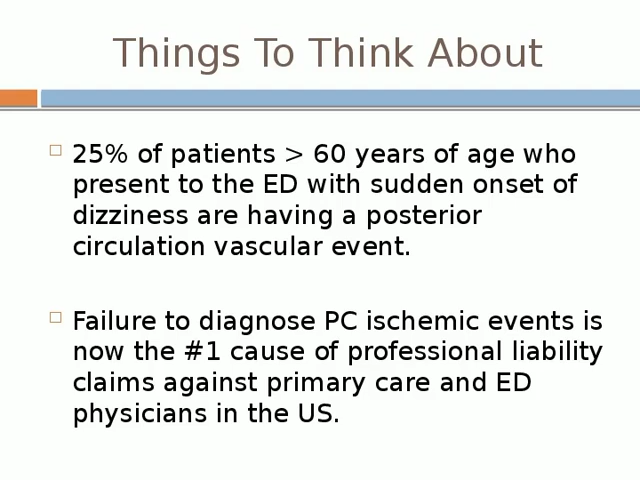 Things To Think About
25% of patients > 60 years of age who
present to the ED with sudden onset of
dizziness are having a posterior
circulation vascular event.
Failure to diagnose PC ischemic events is
now the #1 cause of professional liability
claims against primary care and ED
physicians in the US.